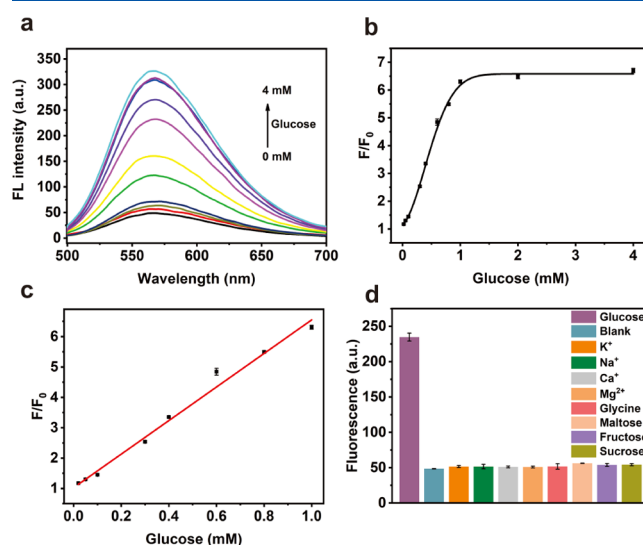 a
FL intensity (a.u.)
350
300
250
200
150
100
50
0
4 mM
Glucose
0 mM
500
550
600
650
700
Wavelength (nm)
b
F/F0
7
6
5
4
3
2
1
0
1
2
3
4
Glucose (mM)
c
F/F0
6
5
4
3
2
1
0.0
0.2
0.4
0.6
0.8
1.0
Glucose (mM)
d
Fluorescence (a.u.)
250
200
150
100
50
0
Glucose
Blank
K+
Na+
Ca+
Mg2+
Glycine
Maltose
Fructose
Sucrose